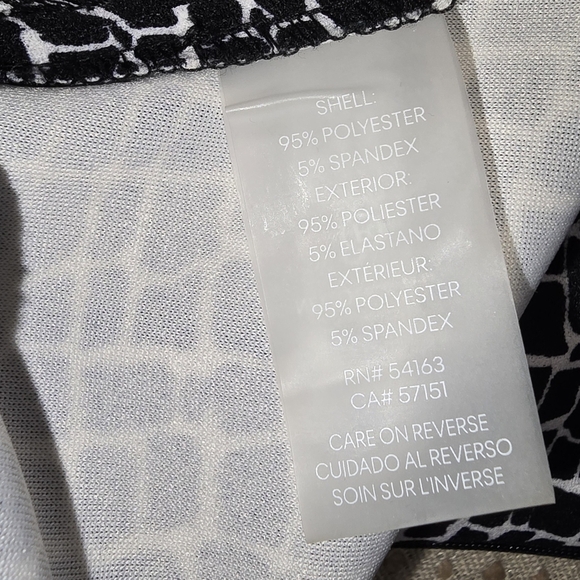 SHELL:
95% POLYESTER
5% SPANDEX
EXTERIOR:
95% POLIESTER
5% ELASTANO
EXTÉRIEUR:
95% POLYESTER
5% SPANDEX
RN# 54163
CA# 57151
CARE ON REVERSE
CUIDADO AL REVERSO
SOIN SUR L'INVERSE